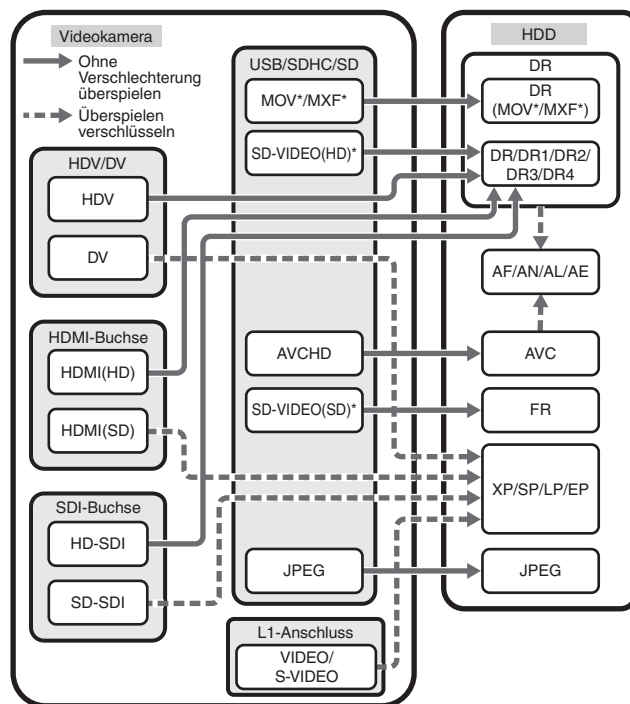 Videokamera
Ohne
Verschlechterung
überspielen
Überspielen
verschlüsseln
HDV/DV
HDV
DV
HDMI-Buchse
HDMI(HD)
HDMI(SD)
SDI-Buchse
HD-SDI
SD-SDI
USB/SDHC/SD
MOV*/MXF*
SD-VIDEO(HD)*
AVCHD
SD-VIDEO(SD)*
JPEG
L1-Anschluss
VIDEO/
S-VIDEO
HDD
DR
DR
(MOV*/MXF*)
DR/DR1/DR2/
DR3/DR4
AF/AN/AL/AE
AVC
FR
XP/SP/LP/EP
JPEG